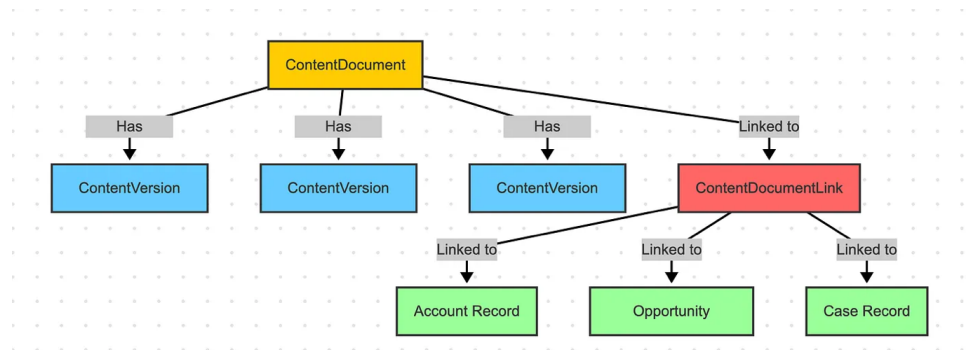 ContentDocument
Has
Has
Has
Linked to
ContentVersion
ContentVersion
ContentVersion
ContentDocumentLink
Linked to
Linked to
Linked to
Account Record
Opportunity
Case Record